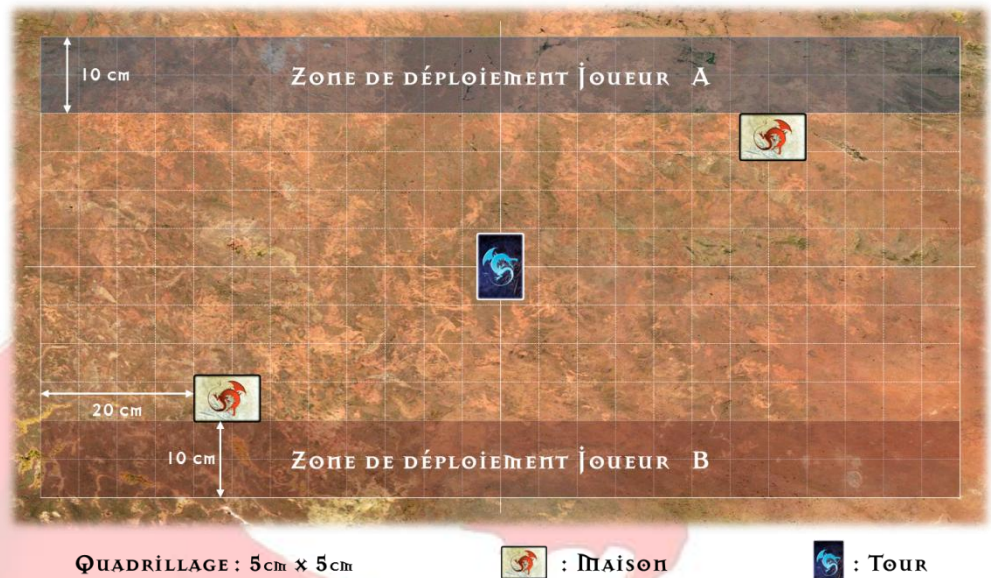 10 cm
Zone de déploiement Joueur A
20 cm
10 cm
Zone de déploiement Joueur B
Quadrillage : 5cm x 5cm
: Maison
: Tour